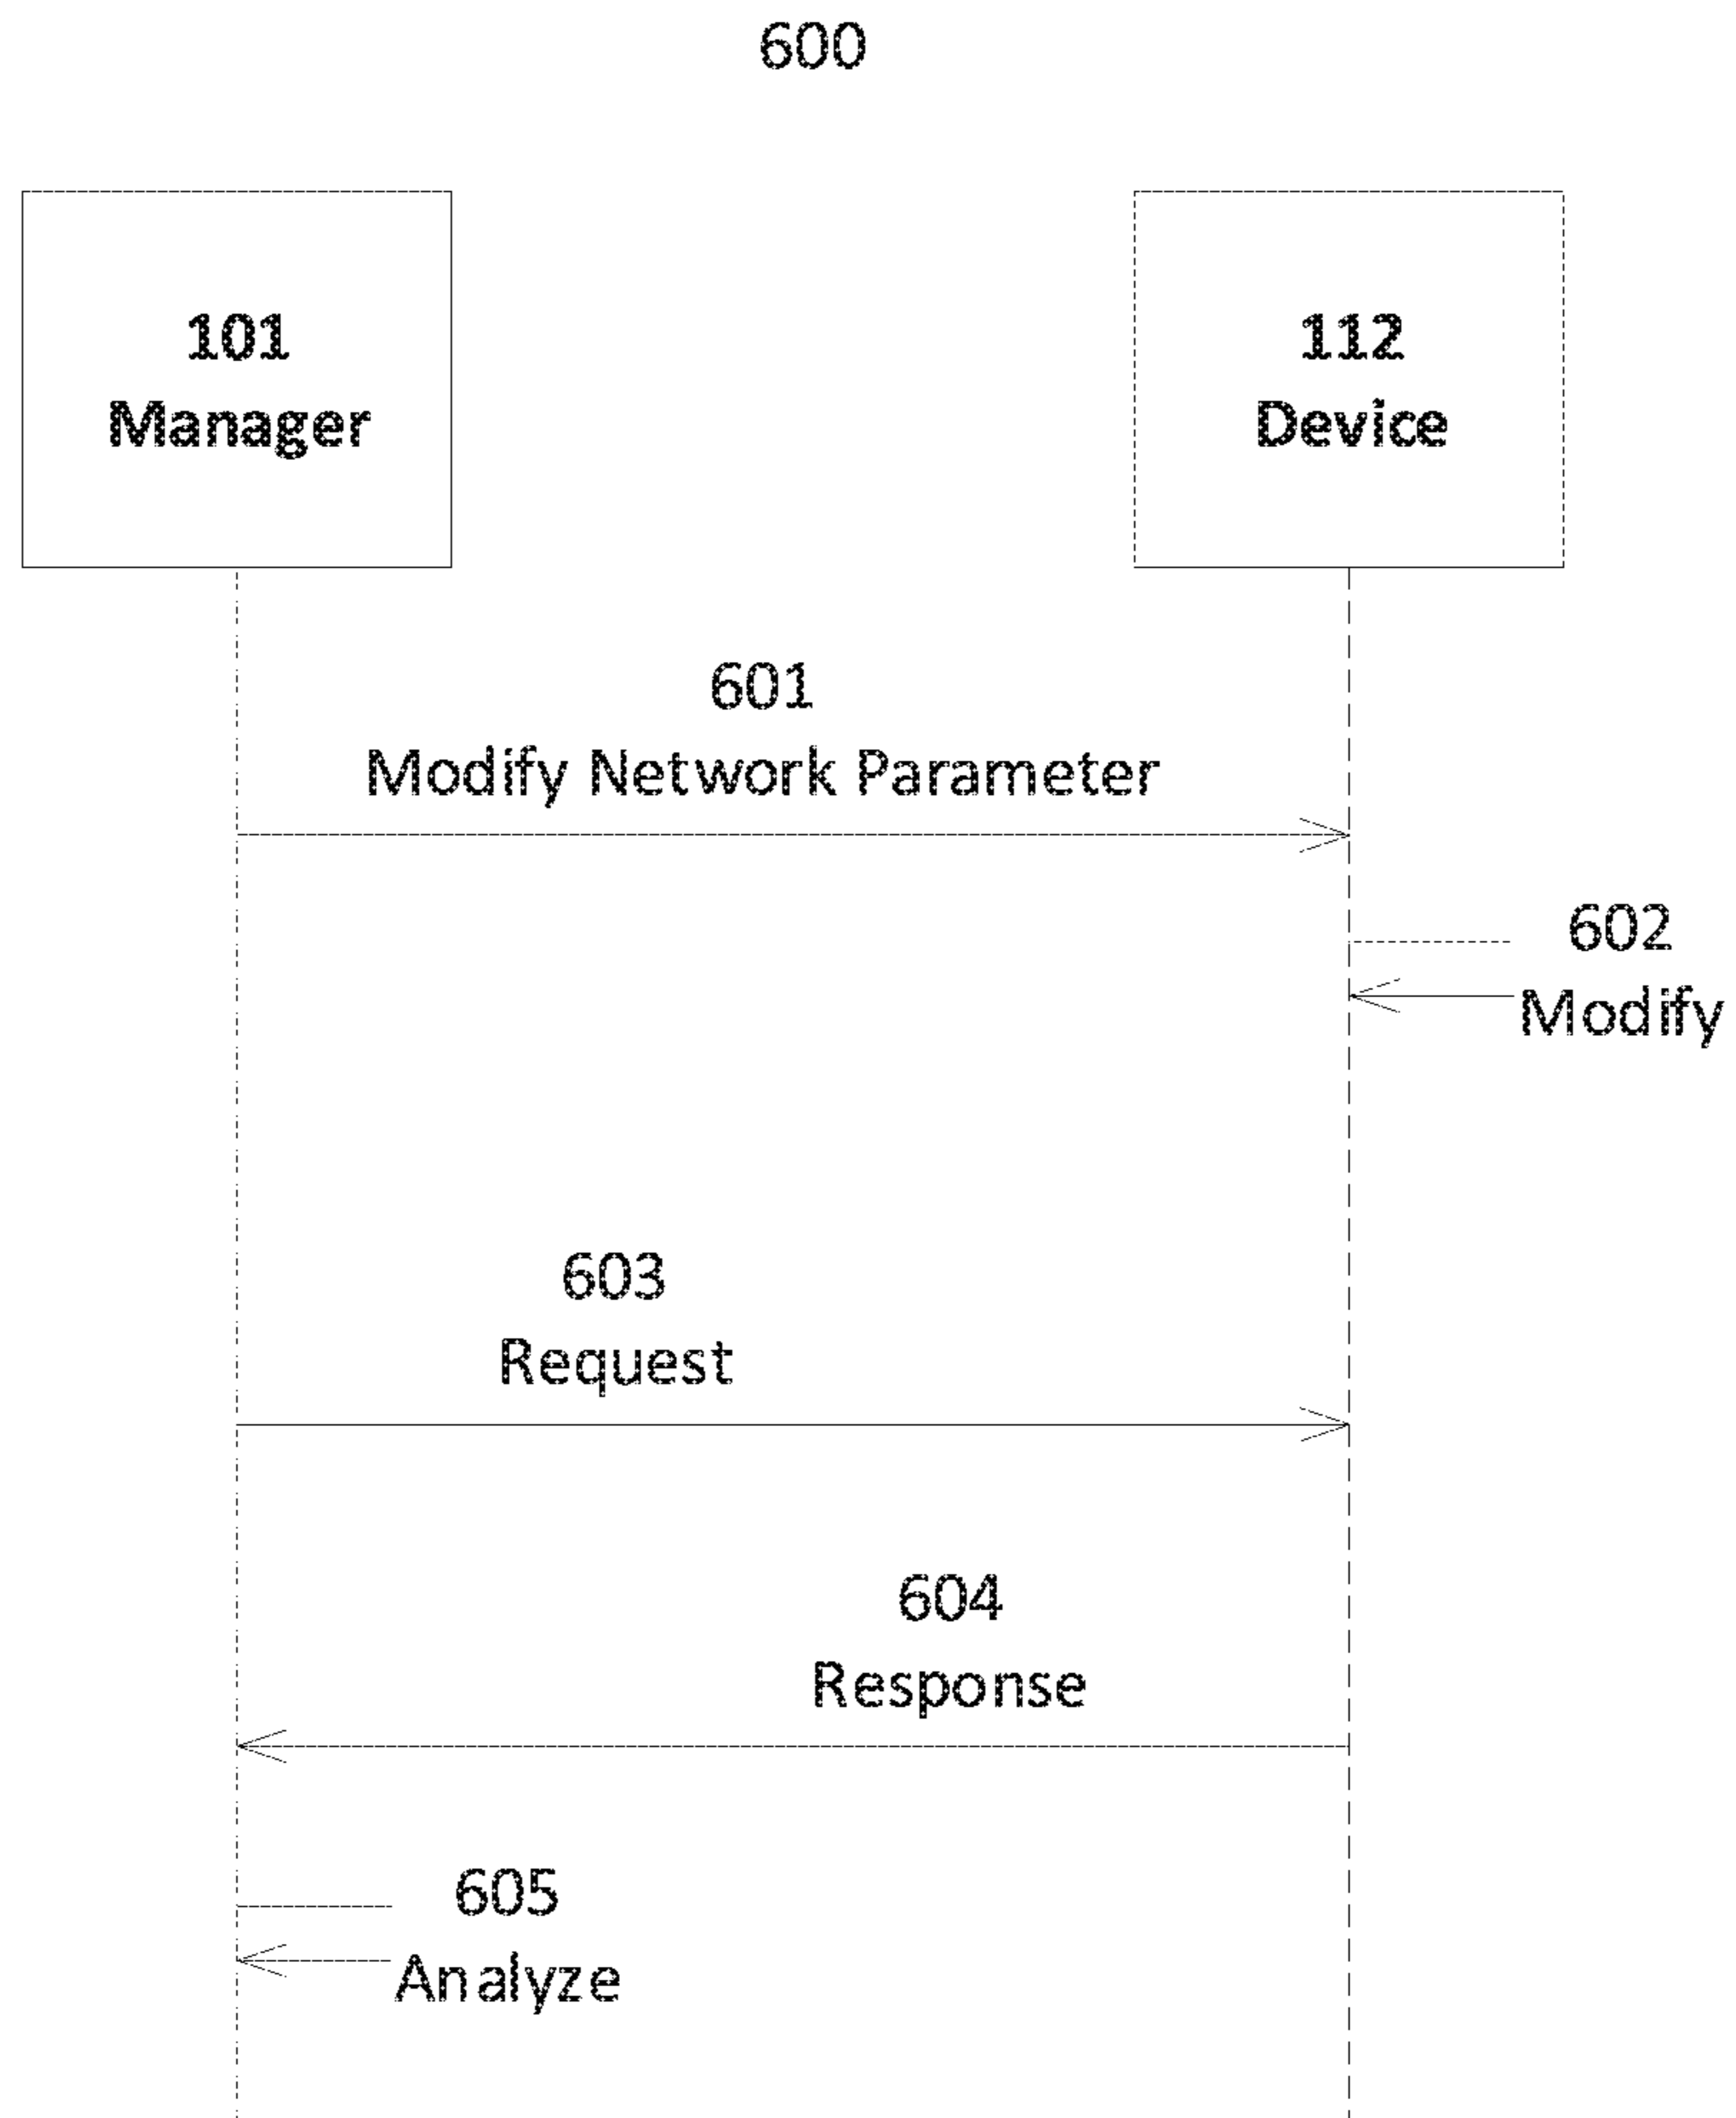 600
101
Manager
112
Device
601
Modify Network Parameter
602
Modify
603
Request
604
Response
605
Analyze